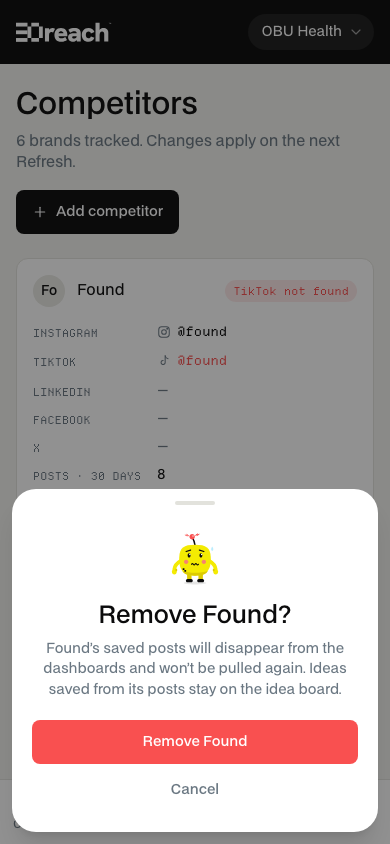 reach
OBU Health
Competitors
6 brands tracked. Changes apply on the next
Refresh.
+ Add competitor
Fo
Found
TikTok not found
INSTAGRAM
@found
TIKTOK
@found
LINKEDIN
—
FACEBOOK
—
X
—
POSTS · 30 DAYS
8
Remove Found?
Found's saved posts will disappear from the
dashboards and won't be pulled again. Ideas
saved from its posts stay on the idea board.
Remove Found
Cancel